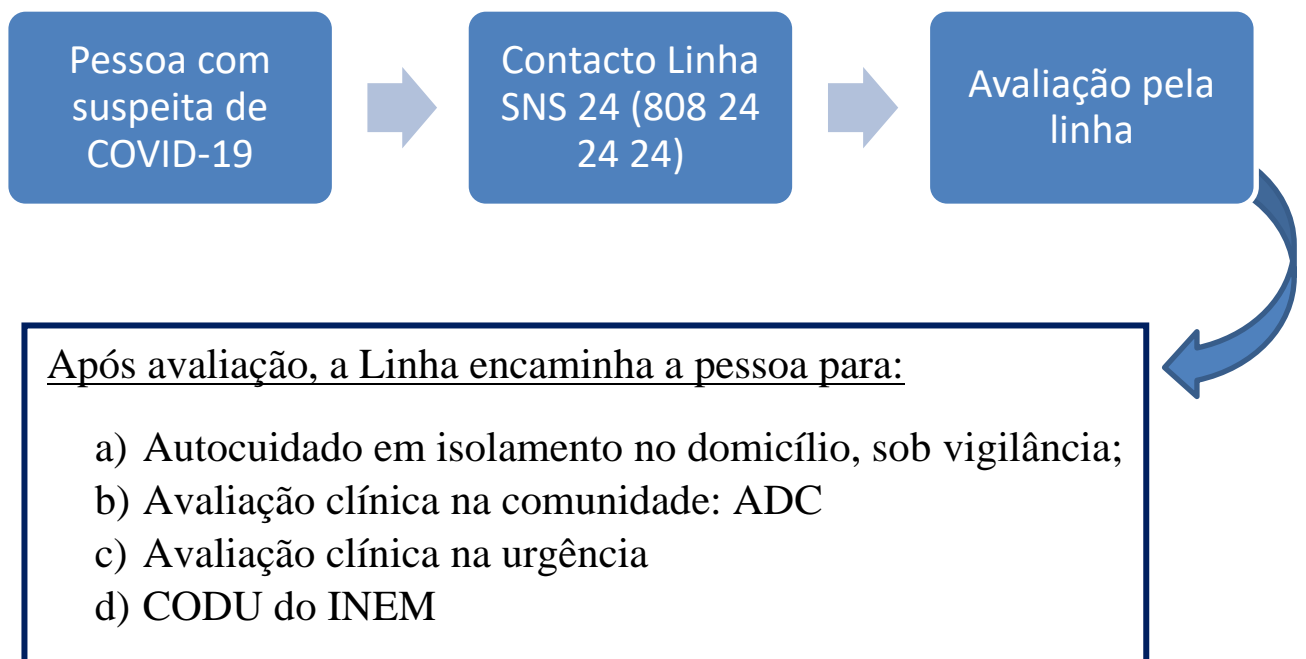 Pessoa com
suspeita de
COVID-19
Contacto Linha
SNS 24 (808 24
24 24)
Avaliação pela
linha
Após avaliação, a Linha encaminha a pessoa para:
a) Autocuidado em isolamento no domicílio, sob vigilância;
b) Avaliação clínica na comunidade: ADC
c) Avaliação clínica na urgência
d) CODU do INEM